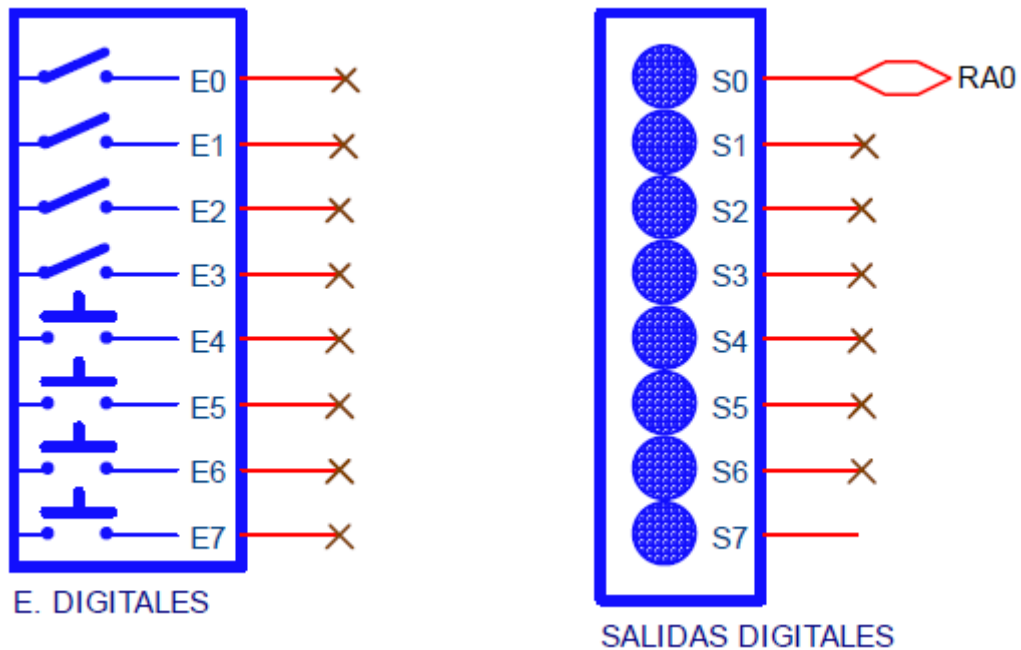 E0
E1
E2
E3
E4
E5
E6
E7
E. DIGITALES
S0
RA0
S1
S2
S3
S4
S5
S6
S7
SALIDAS DIGITALES